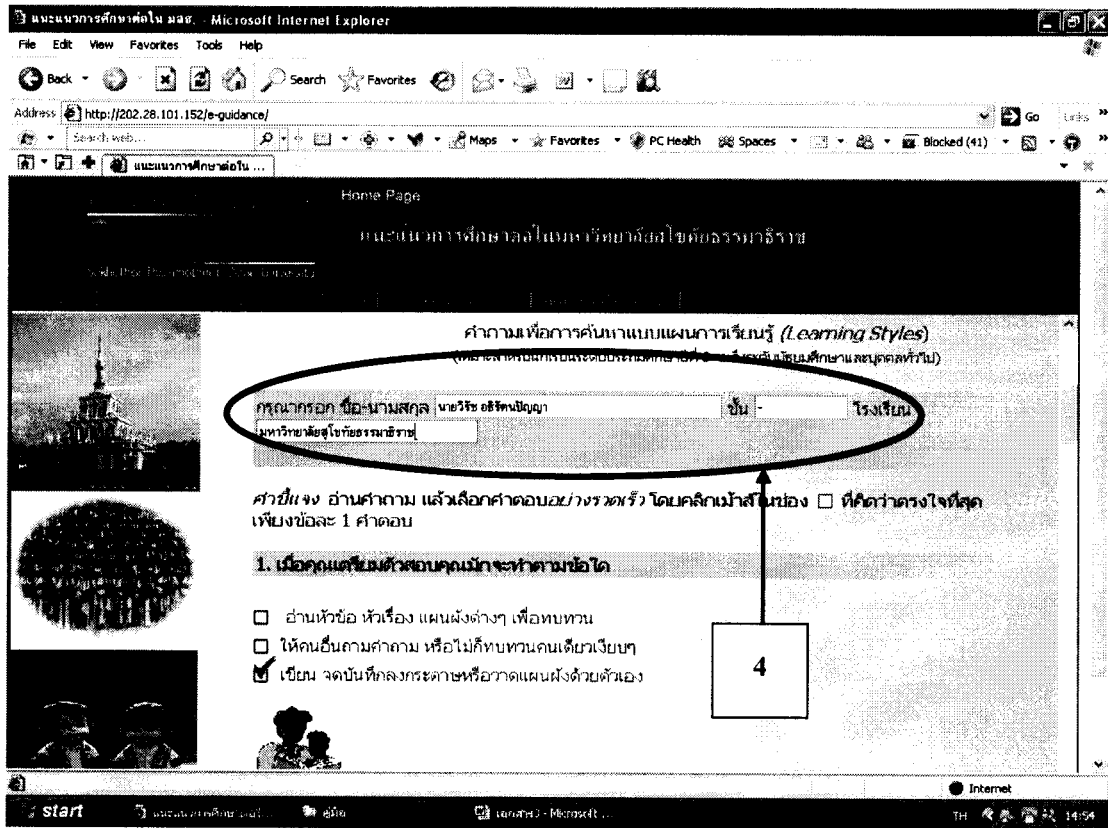 แนะแนวการศึกษาต่อใน มสธ. - Microsoft Internet Explorer
File Edit View Favorites Tools Help
Back Search Favorites
Address http://202.28.101.152/e-guidance/ Go Links »
Search web... Maps Favorites PC Health Spaces Blocked (41) »
แนะแนวการศึกษาต่อใน ...
Home Page
แนะแนวการศึกษาต่อในมหาวิทยาลัยสุโขทัยธรรมาธิราช
คำถามเพื่อการค้นหาแบบแผนการเรียนรู้ (Learning Styles)
กรุณากรอก ชื่อ-นามสกุล นายวิรัช อธิรัตนปัญญา ชั้น - โรงเรียน
มหาวิทยาลัยสุโขทัยธรรมาธิราช
คำชี้แจง อ่านคำถาม แล้วเลือกคำตอบอย่างรวดเร็ว โดยคลิกเม้าส์ในช่อง ที่คิดว่าตรงใจที่สุด
เพียงข้อละ 1 คำตอบ
1. เมื่อคุณเตรียมตัวสอบคุณมักจะทำตามข้อใด
อ่านหัวข้อ หัวเรื่อง แผนผังต่างๆ เพื่อทบทวน
ให้คนอื่นถามคำถาม หรือไม่ก็ทบทวนคนเดียวเงียบๆ
เขียน จดบันทึกลงกระดาษหรือวาดแผนผังด้วยตัวเอง
4
Internet
start คู่มือ เอกสาร3 - Microsoft ... TH 14:54